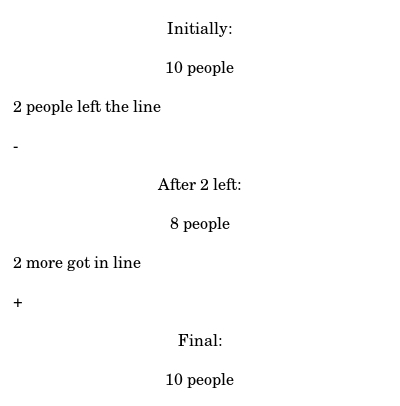 Initially:
10 people
2 people left the line
-
After 2 left:
8 people
2 more got in line
+
Final:
10 people